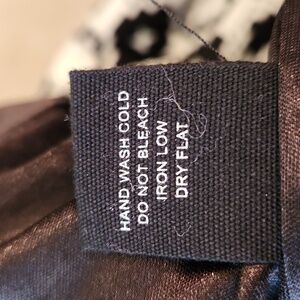 HAND WASH COLD
DO NOT BLEACH
IRON LOW
DRY FLAT